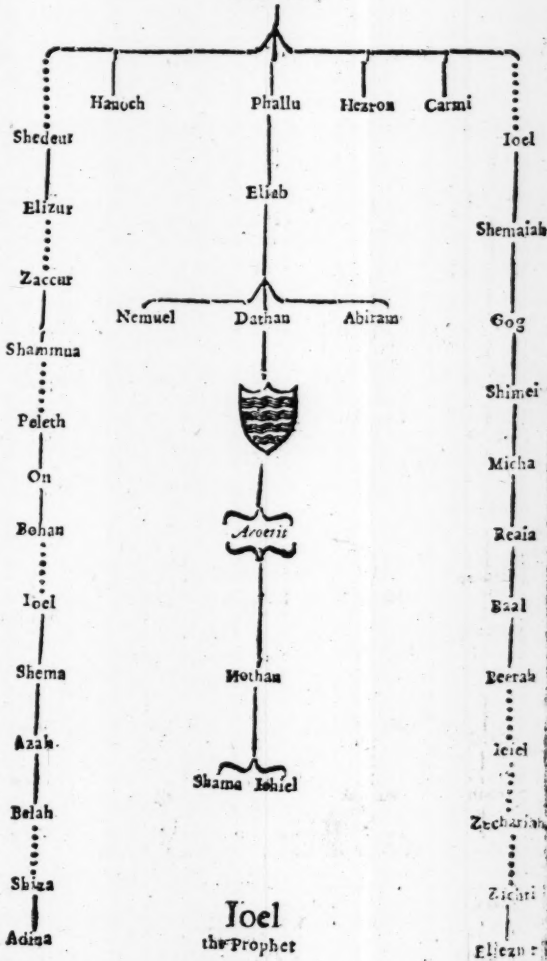 Hanoch Phallu Hezron Carmi
Shedeur
Elizur
Zaccur
Shammua
Peleth
On
Bohan
Ioel
Shema
Azah
Belah
Shiza
Adina
Eliab
Nemuel Dathan Abiram
Aroerit
Hothan
Shama Iehiel
Ioel
the Prophet
Ioel
Shemaiah
Gog
Shimei
Micha
Reaia
Baal
Beerah
Ieiel
Zechariah
Zichri
Eliezer